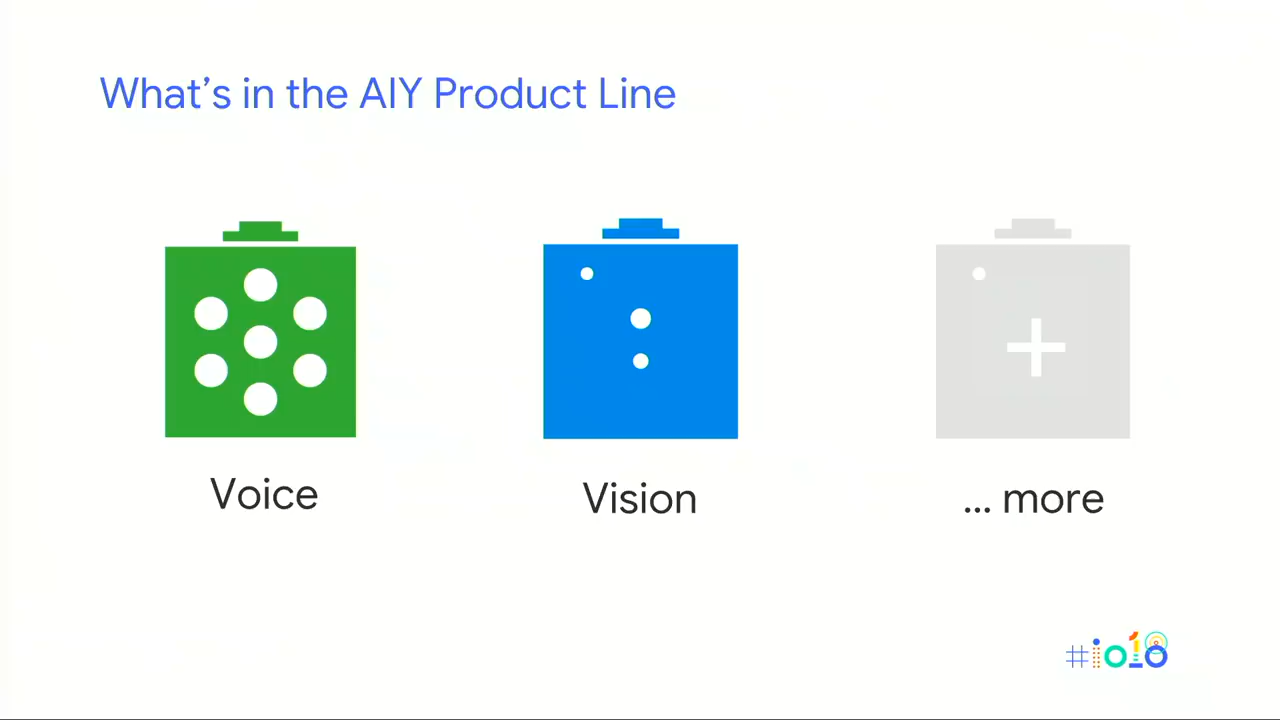 What's in the AIY Product Line
Voice
Vision
... more
#io18